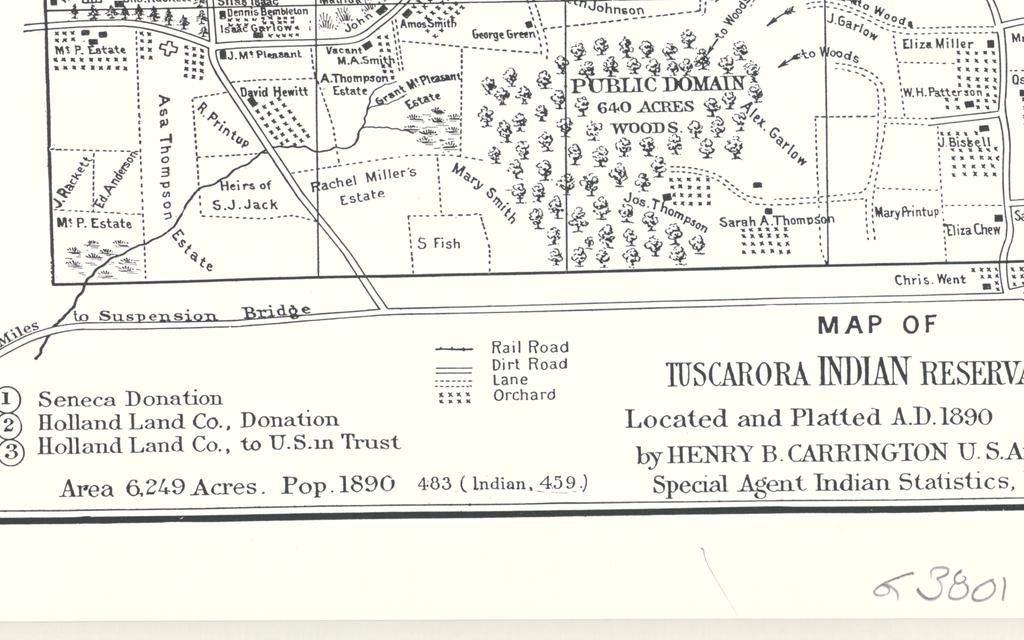 Dennis Bembleton
Isaac Garlow
John
Amos Smith
George Green
Johnson
to Woods
J. Garlow
to Woods
to Woods
Eliza Miller
Mt P. Estate
J. Mt Pleasant
Vacant
M.A. Smith
A. Thompson
Estate
Grant Mt Pleasant
Estate
PUBLIC DOMAIN
640 ACRES
WOODS
W.H. Patterson
David Hewitt
R. Printup
Asa Thompson
Estate
Alex. Garlow
J. Bissell
J. Rackett
Ed. Anderson
Heirs of
S.J. Jack
Rachel Miller's
Estate
Mary Smith
Jos. Thompson
Sarah A. Thompson
Mary Printup
Eliza Chew
Mt P. Estate
S Fish
Chris. Went
Miles
to Suspension Bridge
MAP OF
Rail Road
Dirt Road
Lane
Orchard
TUSCARORA INDIAN RESERVA
1 Seneca Donation
2 Holland Land Co., Donation
3 Holland Land Co., to U.S. in Trust
Located and Platted A.D. 1890
by HENRY B. CARRINGTON U.S.A
Special Agent Indian Statistics,
Area 6,249 Acres. Pop. 1890 483 (Indian, 459.)
3801